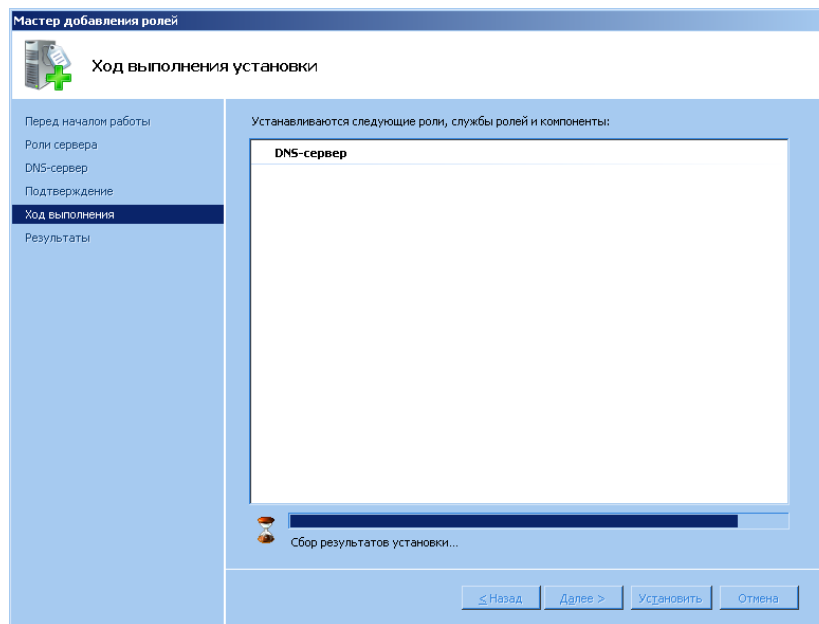 Мастер добавления ролей
Ход выполнения установки
Перед началом работы
Роли сервера
DNS-сервер
Подтверждение
Ход выполнения
Результаты
Устанавливаются следующие роли, службы ролей и компоненты:
DNS-сервер
Сбор результатов установки...
< Назад
Далее >
Установить
Отмена